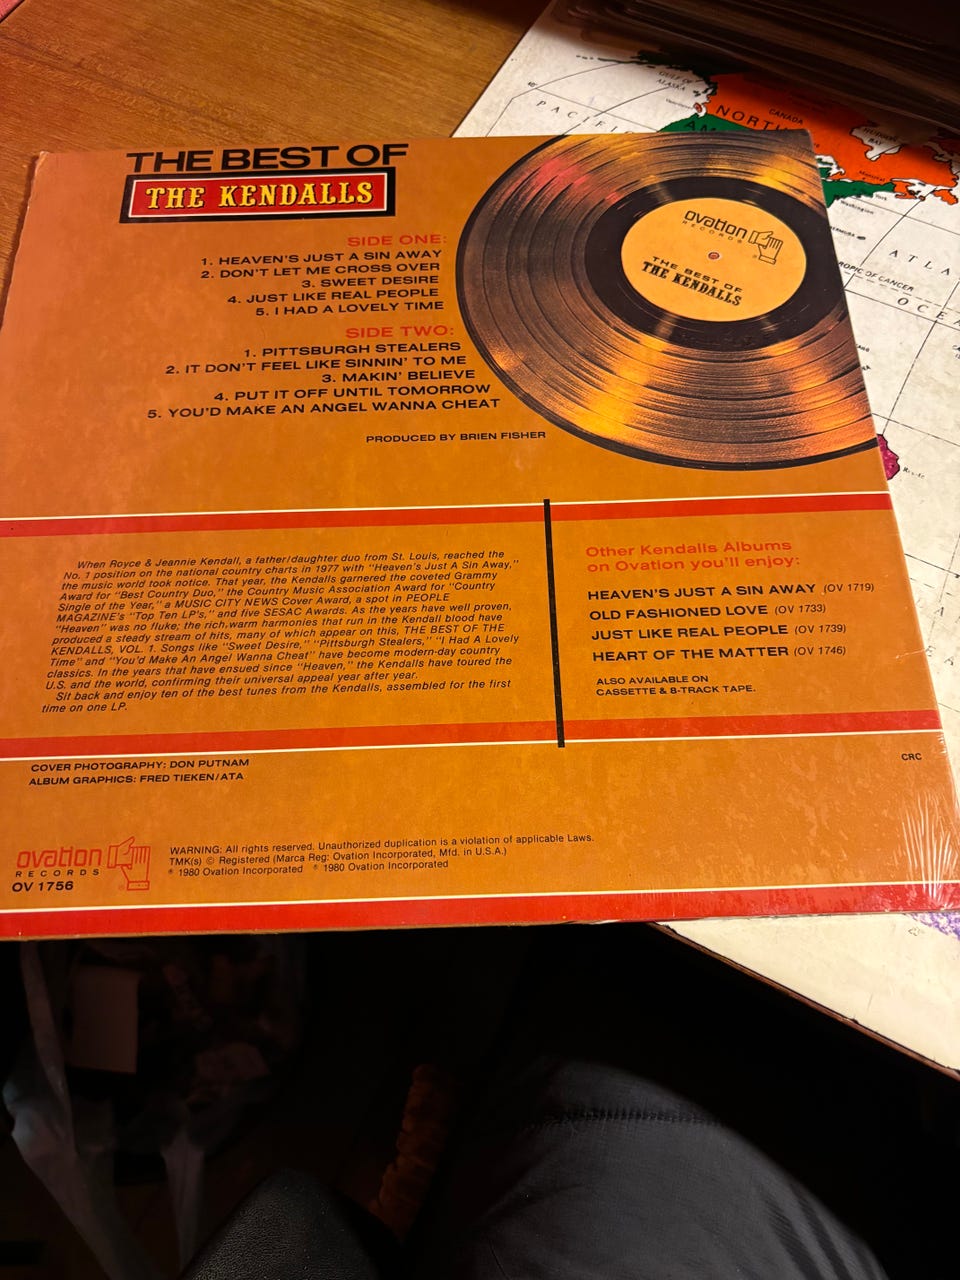 THE BEST OF
THE KENDALLS
SIDE ONE:
1. HEAVEN'S JUST A SIN AWAY
2. DON'T LET ME CROSS OVER
3. SWEET DESIRE
4. JUST LIKE REAL PEOPLE
5. I HAD A LOVELY TIME
SIDE TWO:
1. PITTSBURGH STEALERS
2. IT DON'T FEEL LIKE SINNIN' TO ME
3. MAKIN' BELIEVE
4. PUT IT OFF UNTIL TOMORROW
5. YOU'D MAKE AN ANGEL WANNA CHEAT
PRODUCED BY BRIEN FISHER
ovation
RECORDS
THE BEST OF
THE KENDALLS
When Royce & Jeannie Kendall, a father/daughter duo from St. Louis, reached the
No. 1 position on the national country charts in 1977 with "Heaven's Just A Sin Away,"
the music world took notice. That year, the Kendalls garnered the coveted Grammy
Award for "Best Country Duo," the Country Music Association Award for "Country
Single of the Year," a MUSIC CITY NEWS Cover Award, a spot in PEOPLE
MAGAZINE's "Top Ten LP's," and five SESAC Awards. As the years have well proven,
"Heaven" was no fluke; the rich,warm harmonies that run in the Kendall blood have
produced a steady stream of hits, many of which appear on this, THE BEST OF THE
KENDALLS, VOL. 1. Songs like "Sweet Desire," "Pittsburgh Stealers," "I Had A Lovely
Time" and "You'd Make An Angel Wanna Cheat" have become modern-day country
classics. In the years that have ensued since "Heaven," the Kendalls have toured the
U.S. and the world, confirming their universal appeal year after year.
Sit back and enjoy ten of the best tunes from the Kendalls, assembled for the first
time on one LP.
Other Kendalls Albums
on Ovation you'll enjoy:
HEAVEN'S JUST A SIN AWAY (OV 1719)
OLD FASHIONED LOVE (OV 1733)
JUST LIKE REAL PEOPLE (OV 1739)
HEART OF THE MATTER (OV 1746)
ALSO AVAILABLE ON
CASSETTE & 8-TRACK TAPE.
COVER PHOTOGRAPHY: DON PUTNAM
ALBUM GRAPHICS: FRED TIEKEN/ATA
CRC
ovation
RECORDS
OV 1756
WARNING: All rights reserved. Unauthorized duplication is a violation of applicable Laws.
TMK(s) © Registered (Marca Reg: Ovation Incorporated, Mfd. in U.S.A.)
℗ 1980 Ovation Incorporated © 1980 Ovation Incorporated
GULF OF
ALASKA
PACIFI
NORTH
AM
CANADA
HUDSON
BAY
Montreal
York
Washington
BERMUDA
TROPIC OF CANCER
ATLA
OCE